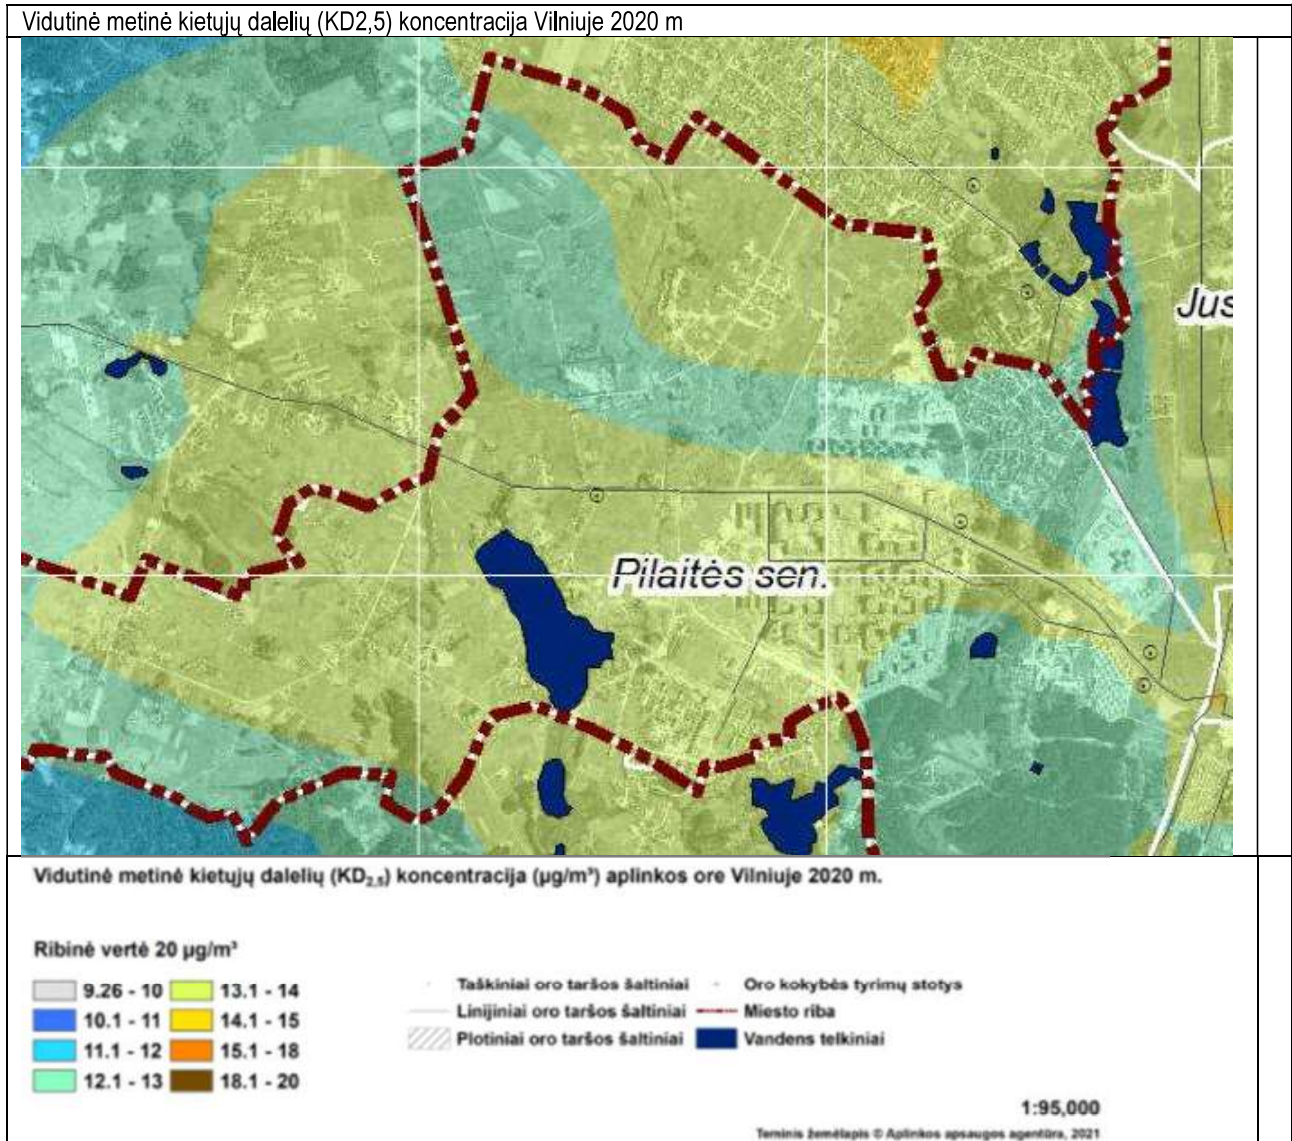 Vidutinė metinė kietųjų dalelių (KD2,5) koncentracija Vilniuje 2020 m
Jus
Pilaitės sen.
Vidutinė metinė kietųjų dalelių (KD2,5) koncentracija (µg/m³) aplinkos ore Vilniuje 2020 m.
Ribinė vertė 20 µg/m³
9.26 - 10 13.1 - 14 Taškiniai oro taršos šaltiniai Oro kokybės tyrimų stotys
10.1 - 11 14.1 - 15 Linijiniai oro taršos šaltiniai Miesto riba
11.1 - 12 15.1 - 18 Plotiniai oro taršos šaltiniai Vandens telkiniai
12.1 - 13 18.1 - 20
1:95,000
Teminis žemėlapis © Aplinkos apsaugos agentūra, 2021